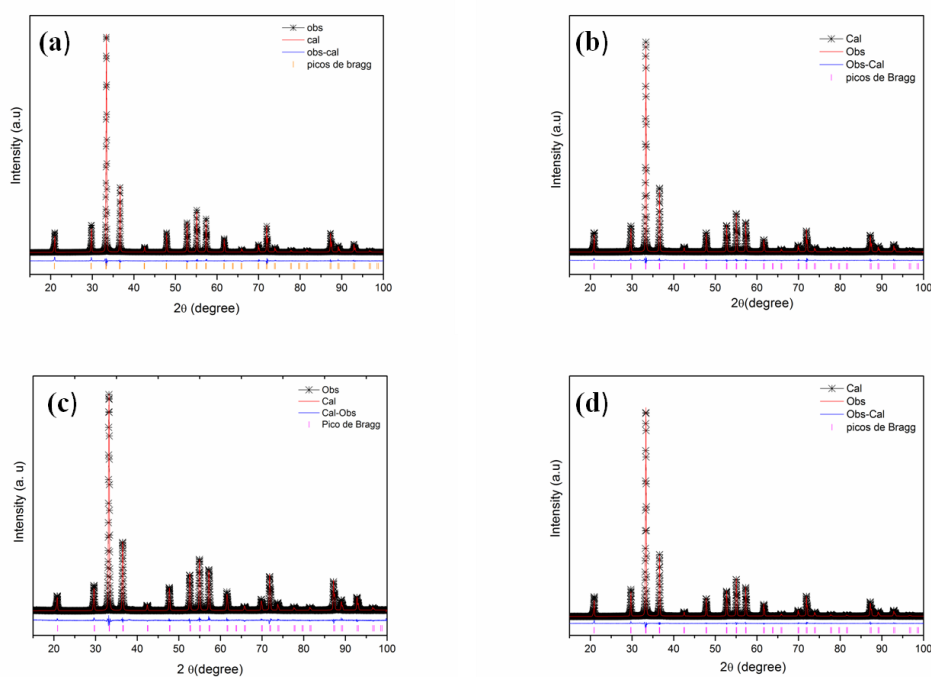 (a)
obs
cal
obs-cal
picos de bragg
Intensity (a.u)
20 30 40 50 60 70 80 90 100
2θ (degree)
(b)
Cal
Obs
Obs-Cal
picos de Bragg
Intensity (a.u)
20 30 40 50 60 70 80 90 100
2θ(degree)
(c)
Obs
Cal
Cal-Obs
Pico de Bragg
Intensity (a. u)
20 30 40 50 60 70 80 90 100
2 θ(degree)
(d)
Cal
Obs
Obs-Cal
picos de Bragg
Intensity (a.u)
20 30 40 50 60 70 80 90 100
2θ (degree)